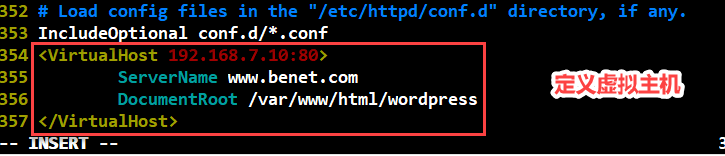 352 # Load config files in the "/etc/httpd/conf.d" directory, if any.
353 IncludeOptional conf.d/*.conf
354 <VirtualHost 192.168.7.10:80>
355         ServerName www.benet.com
356         DocumentRoot /var/www/html/wordpress
357 </VirtualHost>
定义虚拟主机
-- INSERT --